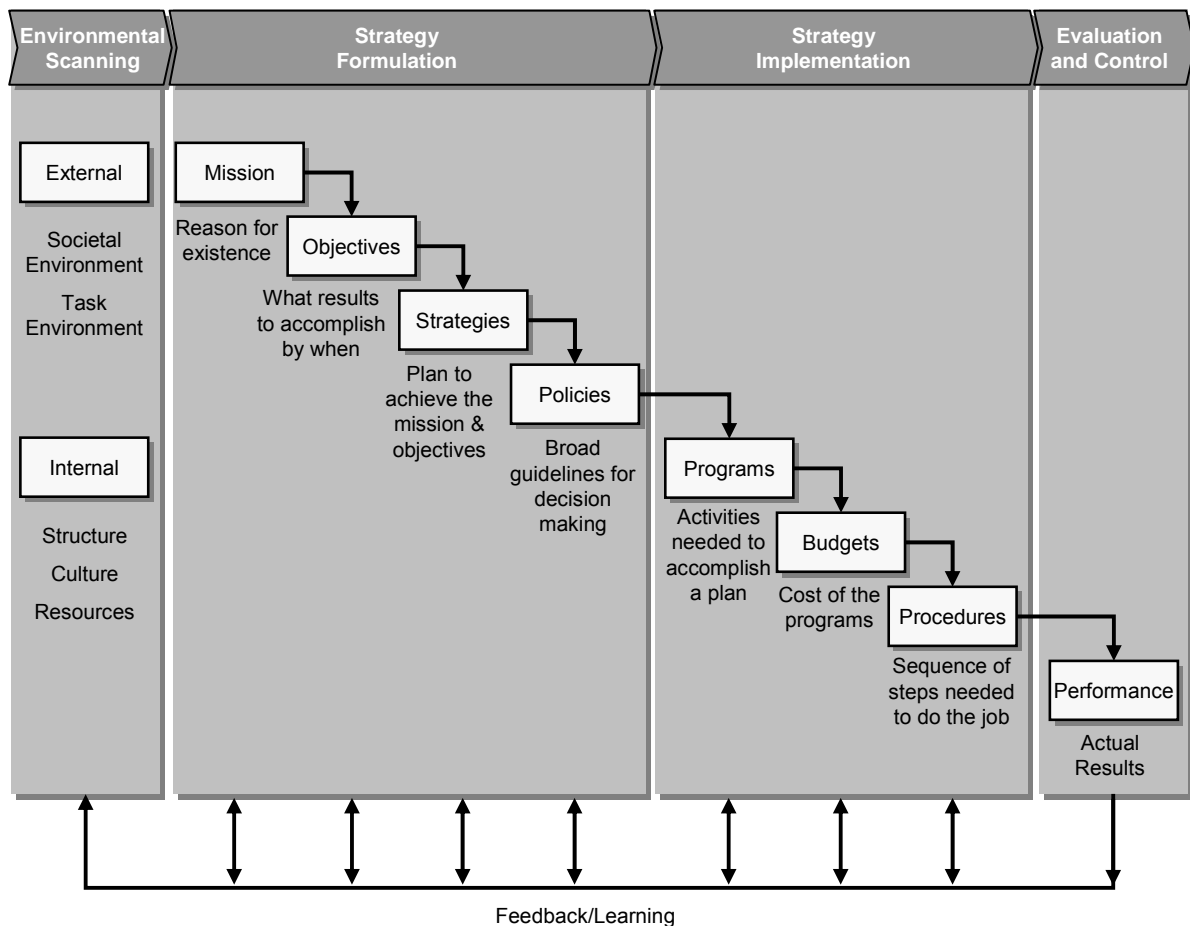 Environmental
Scanning
Strategy
Formulation
Strategy
Implementation
Evaluation
and Control
External
Societal
Environment
Task
Environment
Internal
Structure
Culture
Resources
Mission
Reason for
existence
Objectives
What results
to accomplish
by when
Strategies
Plan to
achieve the
mission &
objectives
Policies
Broad
guidelines for
decision
making
Programs
Activities
needed to
accomplish
a plan
Budgets
Cost of the
programs
Procedures
Sequence of
steps needed
to do the job
Performance
Actual
Results
Feedback/Learning